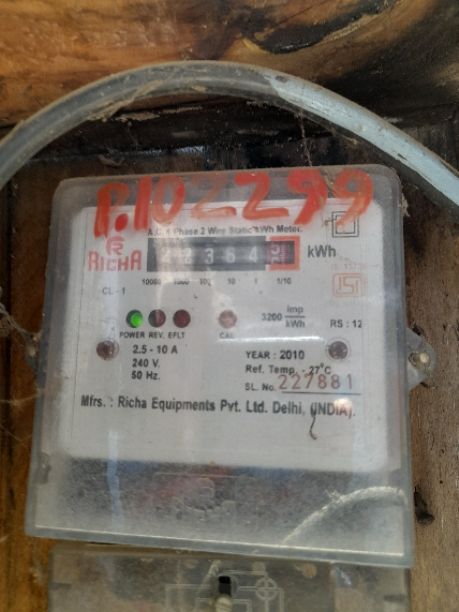 P.102299
A.C. 1 Phase 2 Wire Static kWh Meter.
RICHA
kWh
CL - 1
10000 1000 100 10 1 1/10
POWER REV. EFLT
CAL
3200 imp/kWh
RS : 12
2.5 - 10 A
240 V.
50 Hz.
YEAR : 2010
Ref. Temp. - 27°C
SL. No. 227881
Mfrs. : Richa Equipments Pvt. Ltd. Delhi, (INDIA).